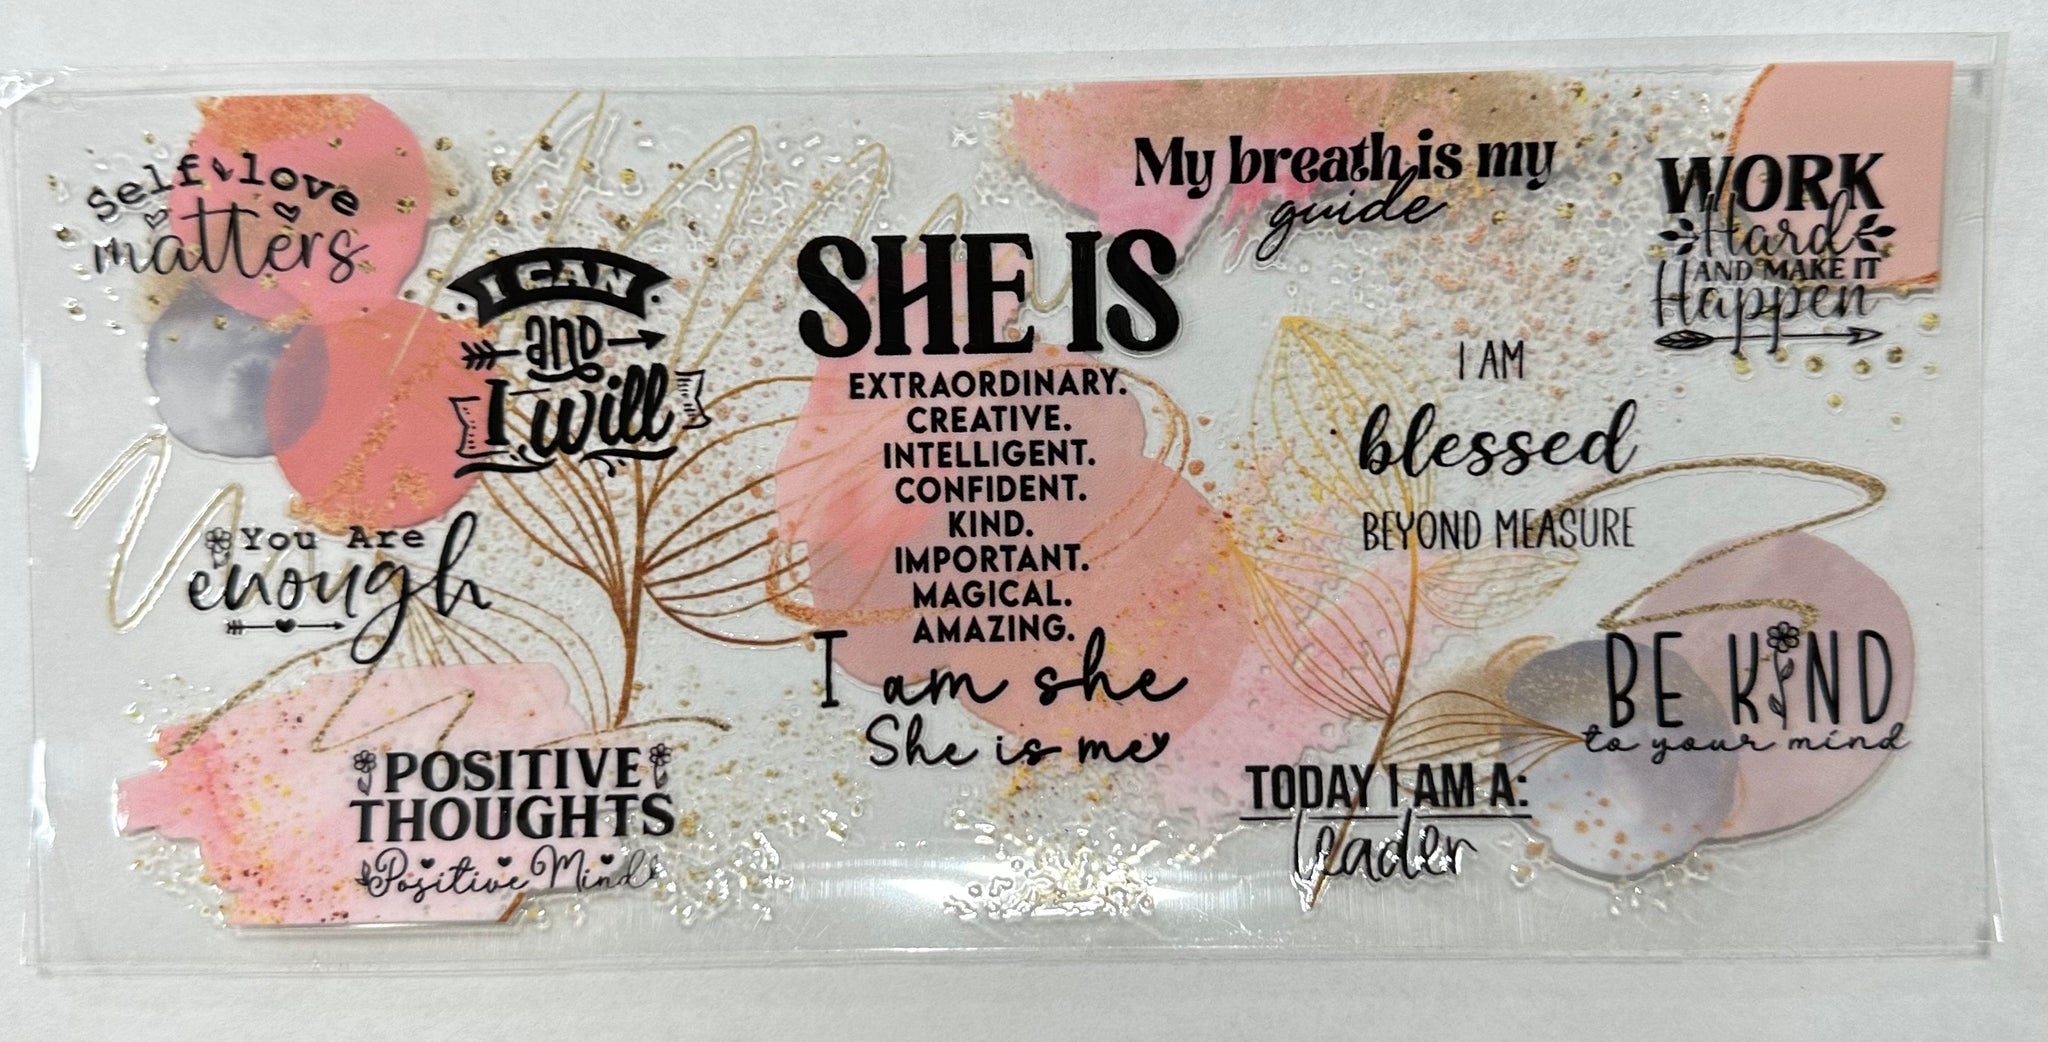 Self love
matters
I CAN
and
I will
You Are
enough
POSITIVE
THOUGHTS
Positive Mind
SHE IS
EXTRAORDINARY.
CREATIVE.
INTELLIGENT.
CONFIDENT.
KIND.
IMPORTANT.
MAGICAL.
AMAZING.
I am she
She is me
My breath is my
guide
WORK
Hard
AND MAKE IT
Happen
I AM
blessed
BEYOND MEASURE
BE KIND
to your mind
TODAY I AM A:
leader